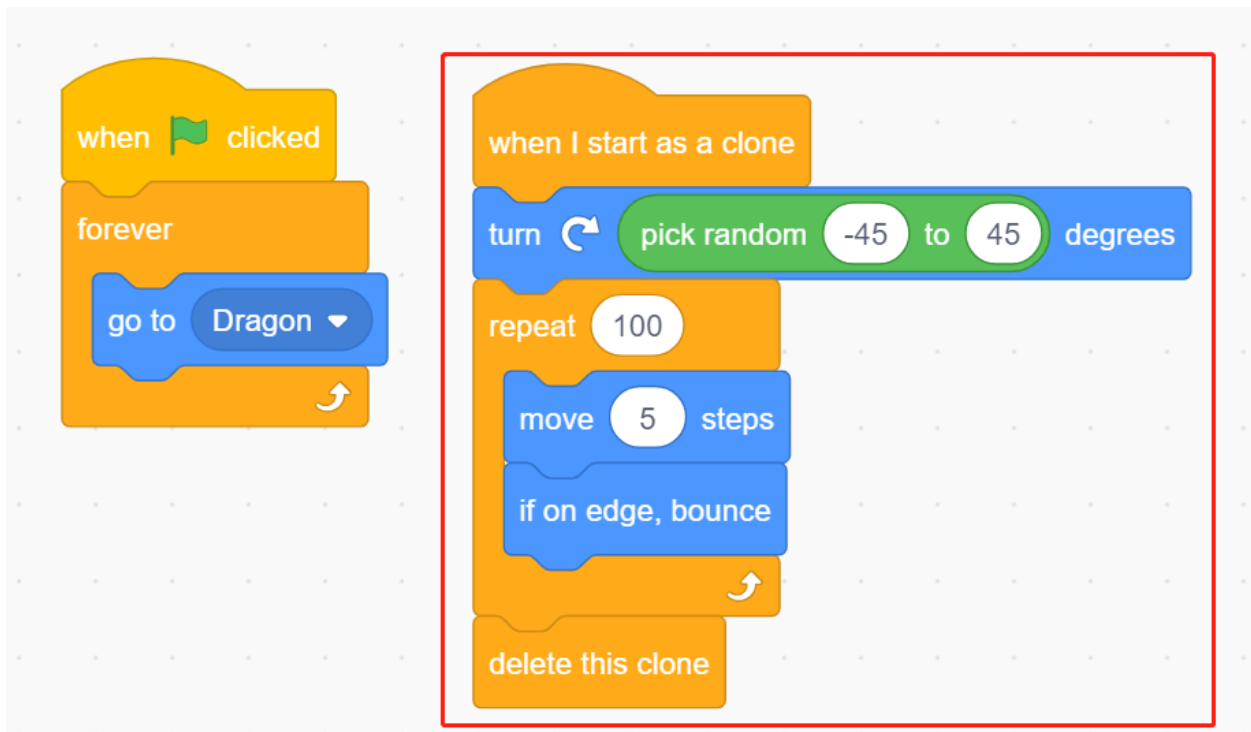 when clicked
forever
go to Dragon
when I start as a clone
turn pick random -45 to 45 degrees
repeat 100
move 5 steps
if on edge, bounce
delete this clone